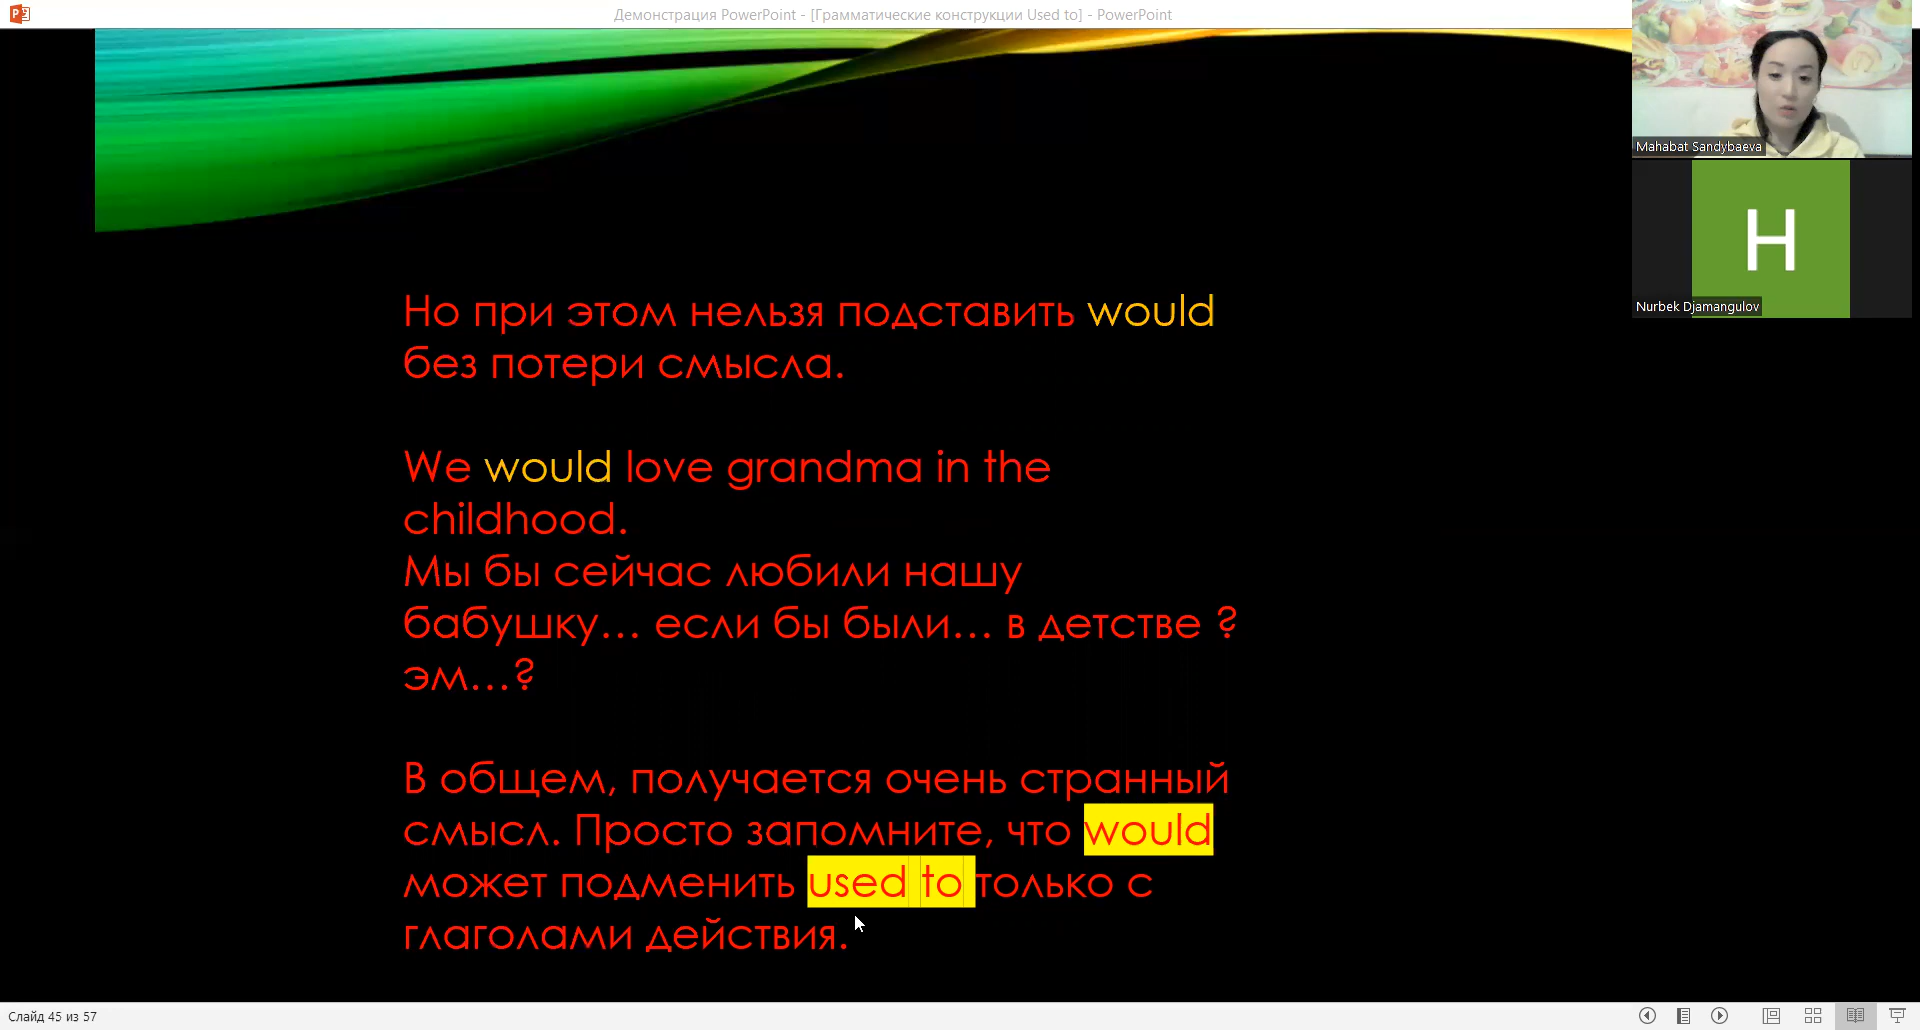 Демонстрация PowerPoint - [Грамматические конструкции Used to] - PowerPoint
Mahabat Sandybaeva
H
Nurbek Djamangulov
Но при этом нельзя подставить would
без потери смысла.
We would love grandma in the
childhood.
Мы бы сейчас любили нашу
бабушку... если бы были... в детстве ?
эм...?
В общем, получается очень странный
смысл. Просто запомните, что would
может подменить used to только с
глаголами действия.
Слайд 45 из 57